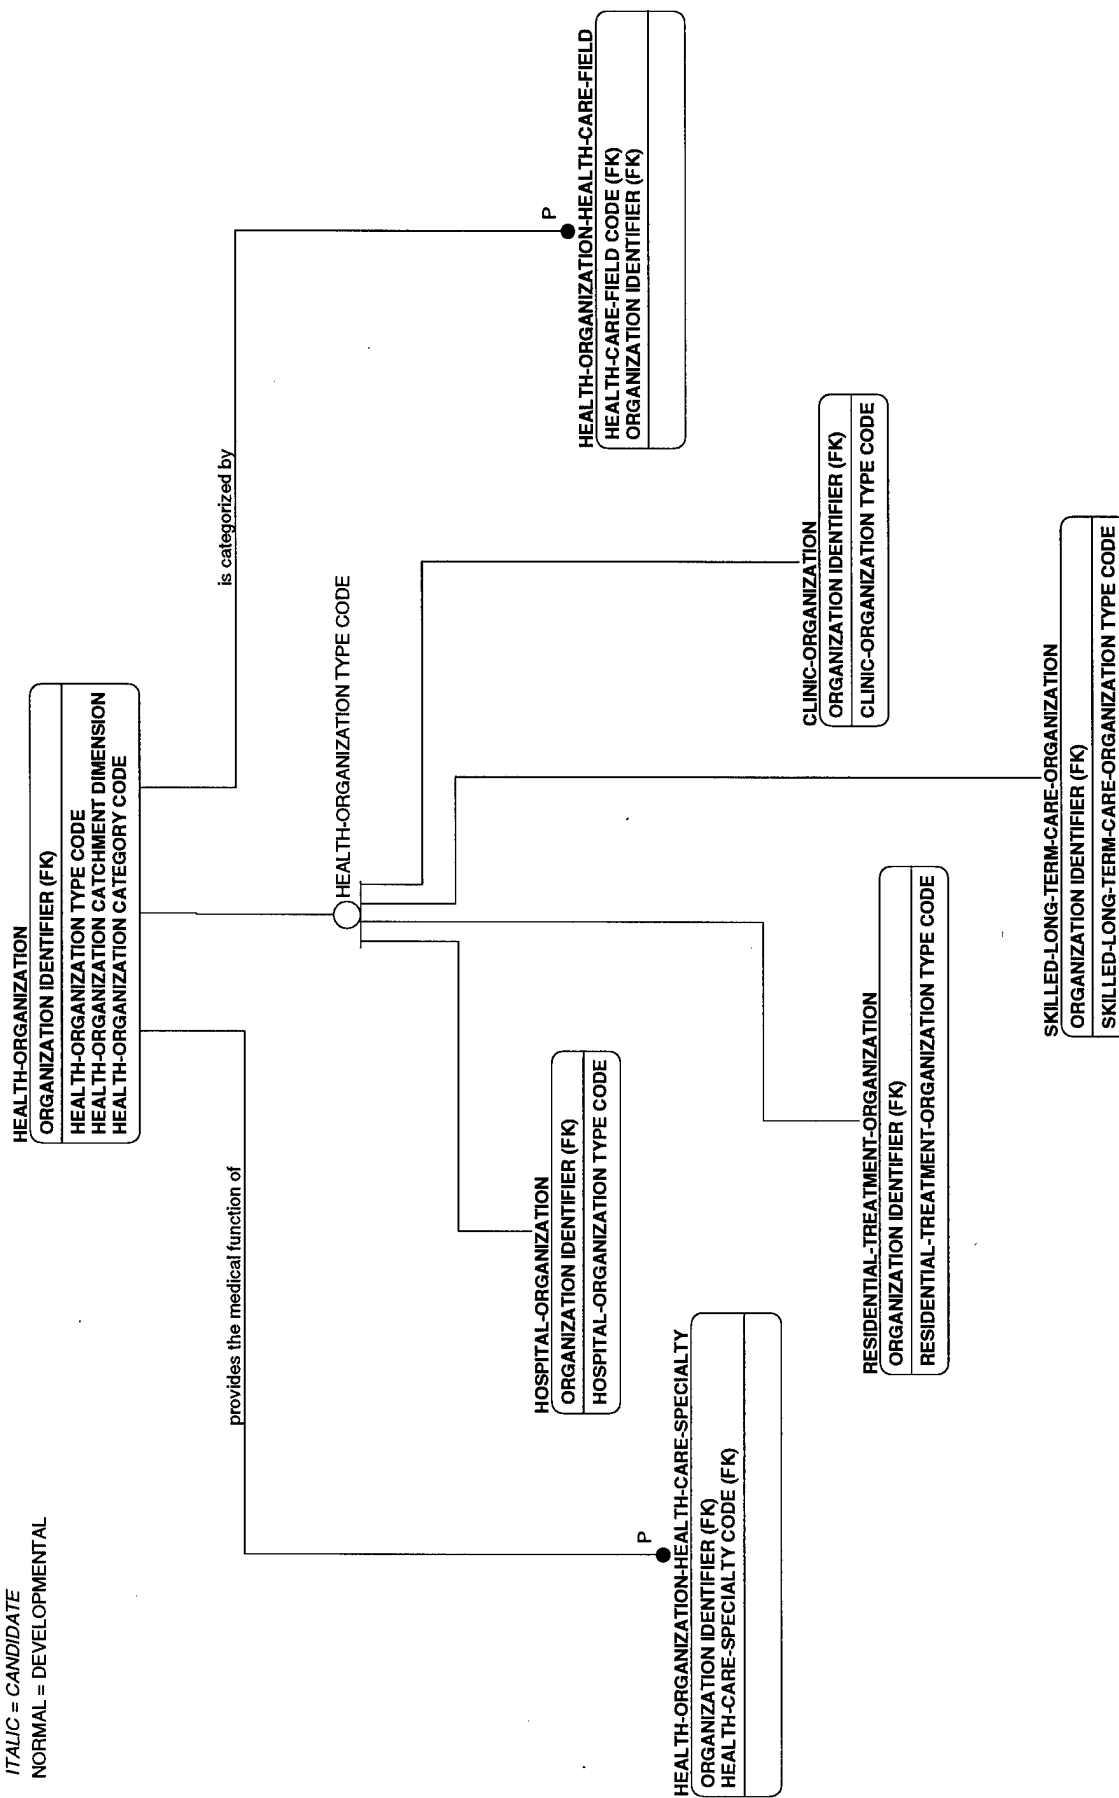 ITALIC = CANDIDATE
NORMAL = DEVELOPMENTAL
HEALTH-ORGANIZATION
ORGANIZATION IDENTIFIER (FK)
HEALTH-ORGANIZATION TYPE CODE
HEALTH-ORGANIZATION CATCHMENT DIMENSION
HEALTH-ORGANIZATION CATEGORY CODE
provides the medical function of
is categorized by
HEALTH-ORGANIZATION TYPE CODE
P
HEALTH-ORGANIZATION-HEALTH-CARE-SPECIALTY
ORGANIZATION IDENTIFIER (FK)
HEALTH-CARE-SPECIALTY CODE (FK)
HOSPITAL-ORGANIZATION
ORGANIZATION IDENTIFIER (FK)
HOSPITAL-ORGANIZATION TYPE CODE
P
HEALTH-ORGANIZATION-HEALTH-CARE-FIELD
HEALTH-CARE-FIELD CODE (FK)
ORGANIZATION IDENTIFIER (FK)
CLINIC-ORGANIZATION
ORGANIZATION IDENTIFIER (FK)
CLINIC-ORGANIZATION TYPE CODE
RESIDENTIAL-TREATMENT-ORGANIZATION
ORGANIZATION IDENTIFIER (FK)
RESIDENTIAL-TREATMENT-ORGANIZATION TYPE CODE
SKILLED-LONG-TERM-CARE-ORGANIZATION
ORGANIZATION IDENTIFIER (FK)
SKILLED-LONG-TERM-CARE-ORGANIZATION TYPE CODE